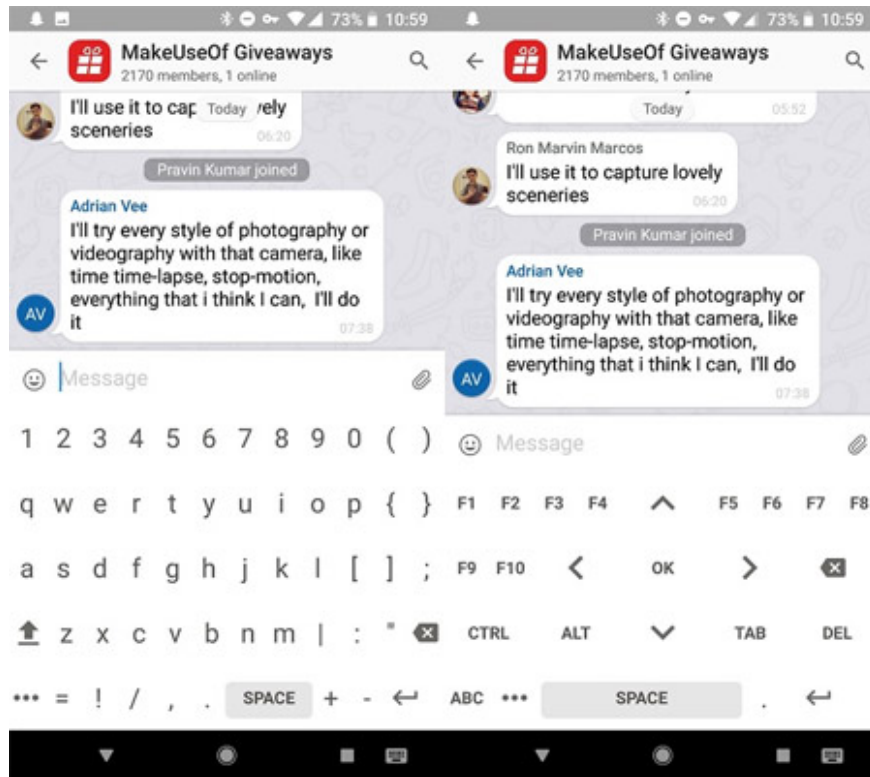 73% 10:59
MakeUseOf Giveaways
2170 members, 1 online
I'll use it to cap Today rely
sceneries 06:20
Pravin Kumar joined
Adrian Vee
I'll try every style of photography or
videography with that camera, like
time time-lapse, stop-motion,
everything that i think I can, I'll do
AV it 07:38
Message
1 2 3 4 5 6 7 8 9 0 ( )
q w e r t y u i o p { }
a s d f g h j k l [ ] ;
z x c v b n m | : "
••• = ! / , . SPACE + -
73% 10:59
MakeUseOf Giveaways
2170 members, 1 online
Today 05:52
Ron Marvin Marcos
I'll use it to capture lovely
sceneries 06:20
Pravin Kumar joined
Adrian Vee
I'll try every style of photography or
videography with that camera, like
time time-lapse, stop-motion,
everything that i think I can, I'll do
AV it 07:38
Message
F1 F2 F3 F4 F5 F6 F7 F8
F9 F10 OK
CTRL ALT TAB DEL
ABC ••• SPACE .